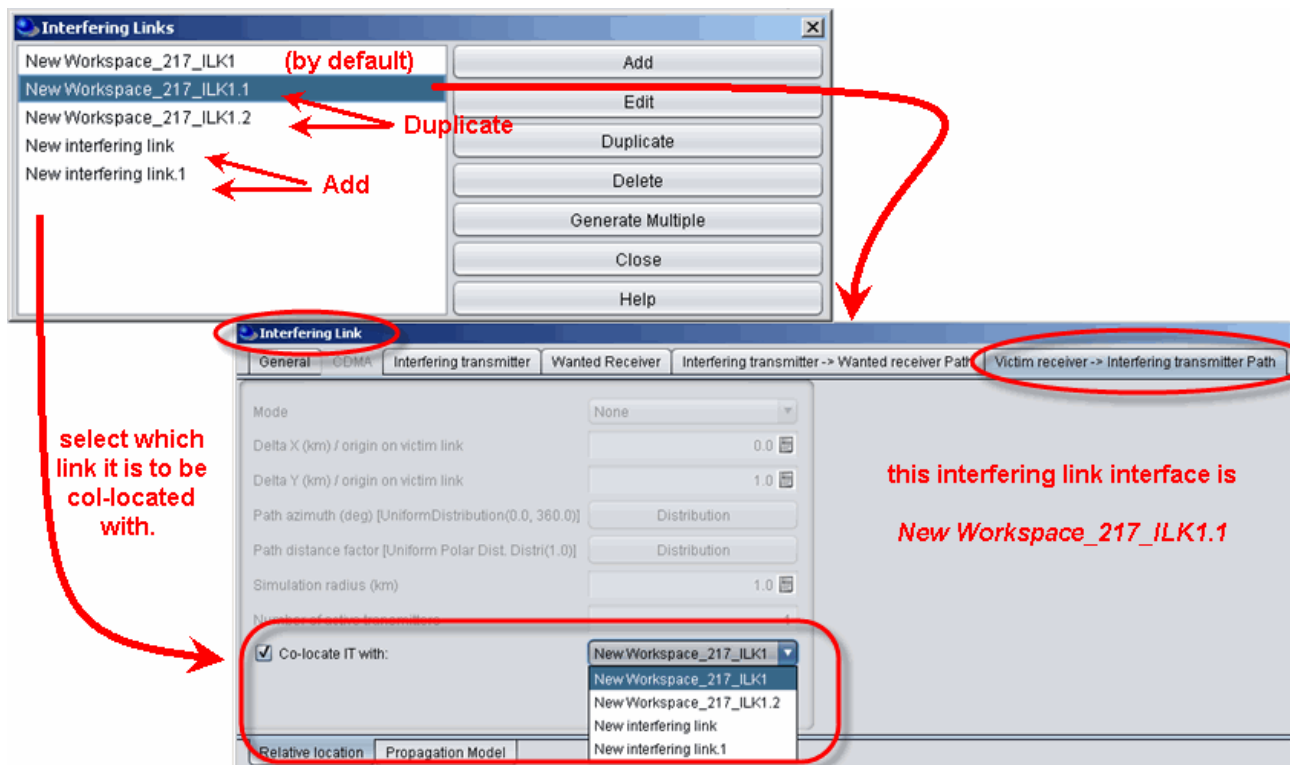 Interfering Links
New Workspace_217_ILK1 (by default)
New Workspace_217_ILK1.1
New Workspace_217_ILK1.2
New interfering link
New interfering link.1
Duplicate
Add
Add
Edit
Duplicate
Delete
Generate Multiple
Close
Help
Interfering Link
General CDMA Interfering transmitter Wanted Receiver Interfering transmitter -> Wanted receiver Path Victim receiver -> Interfering transmitter Path
Mode None
Delta X (km) / origin on victim link 0.0
Delta Y (km) / origin on victim link 1.0
Path azimuth (deg) [UniformDistribution(0.0, 360.0)] Distribution
Path distance factor [Uniform Polar Dist. Distri(1.0)] Distribution
Simulation radius (km) 1.0
Number of active transmitters 1
Co-locate IT with: New Workspace_217_ILK1
New Workspace_217_ILK1
New Workspace_217_ILK1.2
New interfering link
New interfering link.1
Relative location Propagation Model
select which
link it is to be
col-located
with.
this interfering link interface is
New Workspace_217_ILK1.1